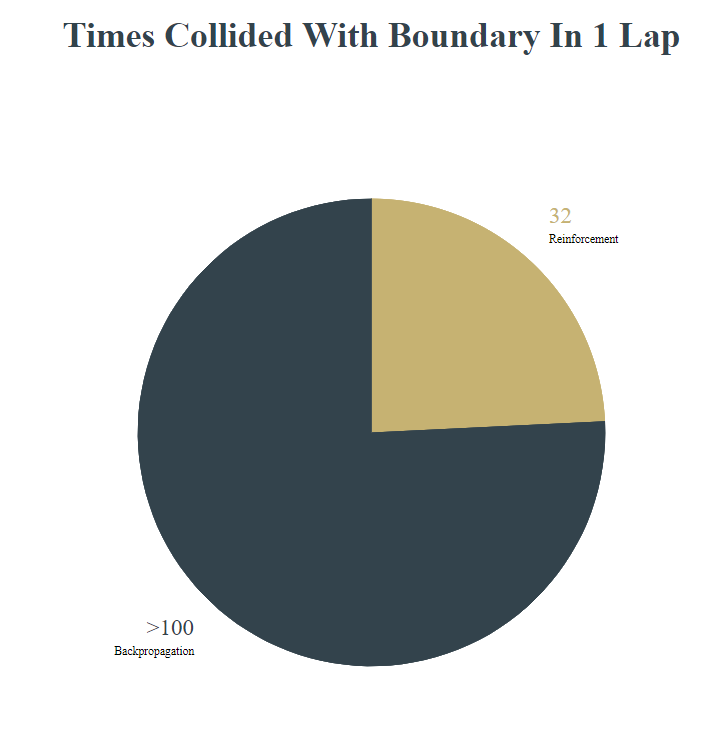 Times Collided With Boundary In 1 Lap
32
Reinforcement
>100
Backpropagation